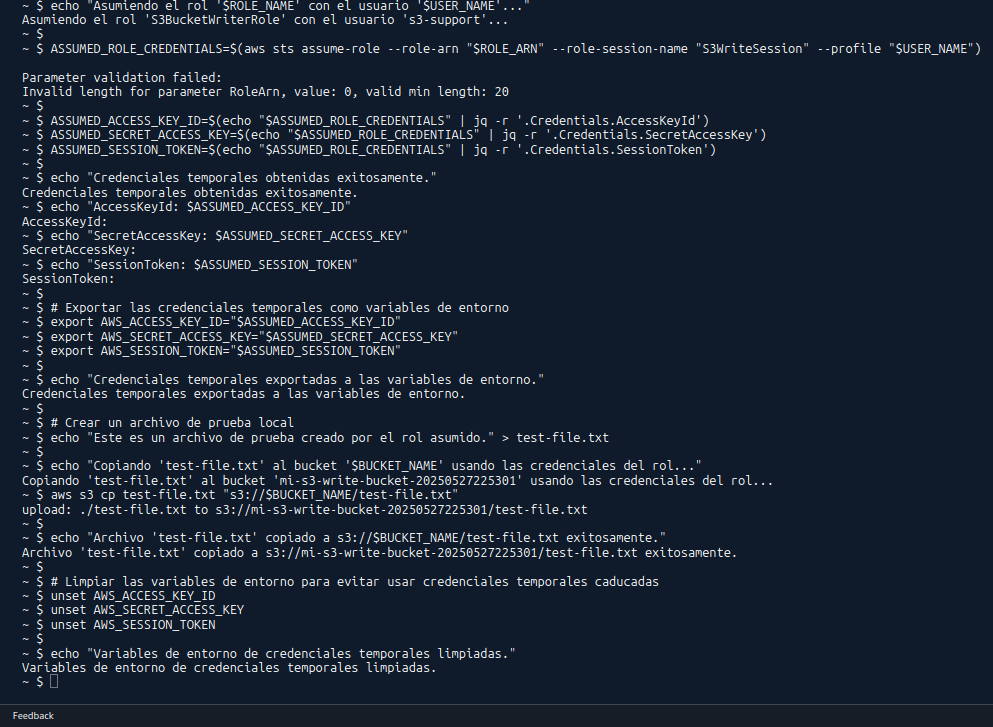 ~ $ echo "Asumiendo el rol '$ROLE_NAME' con el usuario '$USER_NAME'..."
Asumiendo el rol 'S3BucketWriterRole' con el usuario 's3-support'...
~ $
~ $ ASSUMED_ROLE_CREDENTIALS=$(aws sts assume-role --role-arn "$ROLE_ARN" --role-session-name "S3WriteSession" --profile "$USER_NAME")

Parameter validation failed:
Invalid length for parameter RoleArn, value: 0, valid min length: 20
~ $
~ $ ASSUMED_ACCESS_KEY_ID=$(echo "$ASSUMED_ROLE_CREDENTIALS" | jq -r '.Credentials.AccessKeyId')
~ $ ASSUMED_SECRET_ACCESS_KEY=$(echo "$ASSUMED_ROLE_CREDENTIALS" | jq -r '.Credentials.SecretAccessKey')
~ $ ASSUMED_SESSION_TOKEN=$(echo "$ASSUMED_ROLE_CREDENTIALS" | jq -r '.Credentials.SessionToken')
~ $
~ $ echo "Credenciales temporales obtenidas exitosamente."
Credenciales temporales obtenidas exitosamente.
~ $ echo "AccessKeyId: $ASSUMED_ACCESS_KEY_ID"
AccessKeyId:
~ $ echo "SecretAccessKey: $ASSUMED_SECRET_ACCESS_KEY"
SecretAccessKey:
~ $ echo "SessionToken: $ASSUMED_SESSION_TOKEN"
SessionToken:
~ $
~ $ # Exportar las credenciales temporales como variables de entorno
~ $ export AWS_ACCESS_KEY_ID="$ASSUMED_ACCESS_KEY_ID"
~ $ export AWS_SECRET_ACCESS_KEY="$ASSUMED_SECRET_ACCESS_KEY"
~ $ export AWS_SESSION_TOKEN="$ASSUMED_SESSION_TOKEN"
~ $
~ $ echo "Credenciales temporales exportadas a las variables de entorno."
Credenciales temporales exportadas a las variables de entorno.
~ $
~ $ # Crear un archivo de prueba local
~ $ echo "Este es un archivo de prueba creado por el rol asumido." > test-file.txt
~ $
~ $ echo "Copiando 'test-file.txt' al bucket '$BUCKET_NAME' usando las credenciales del rol..."
Copiando 'test-file.txt' al bucket 'mi-s3-write-bucket-20250527225301' usando las credenciales del rol...
~ $ aws s3 cp test-file.txt "s3://$BUCKET_NAME/test-file.txt"
upload: ./test-file.txt to s3://mi-s3-write-bucket-20250527225301/test-file.txt
~ $
~ $ echo "Archivo 'test-file.txt' copiado a s3://$BUCKET_NAME/test-file.txt exitosamente."
Archivo 'test-file.txt' copiado a s3://mi-s3-write-bucket-20250527225301/test-file.txt exitosamente.
~ $
~ $ # Limpiar las variables de entorno para evitar usar credenciales temporales caducadas
~ $ unset AWS_ACCESS_KEY_ID
~ $ unset AWS_SECRET_ACCESS_KEY
~ $ unset AWS_SESSION_TOKEN
~ $
~ $ echo "Variables de entorno de credenciales temporales limpiadas."
Variables de entorno de credenciales temporales limpiadas.
~ $
Feedback